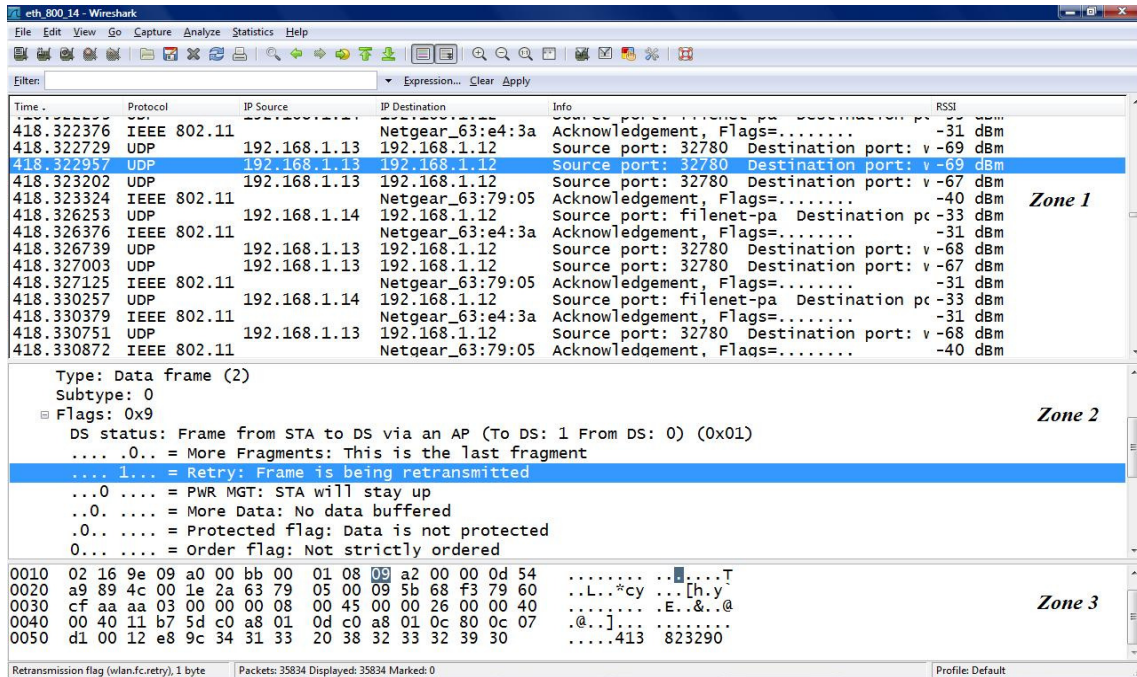 eth_800_14 - Wireshark
File Edit View Go Capture Analyze Statistics Help
Filter: Expression... Clear Apply
Time . Protocol IP Source IP Destination Info RSSI
418.322376 IEEE 802.11 Netgear_63:e4:3a Acknowledgement, Flags=........ -31 dBm
418.322729 UDP 192.168.1.13 192.168.1.12 Source port: 32780 Destination port: -69 dBm
418.322957 UDP 192.168.1.13 192.168.1.12 Source port: 32780 Destination port: -69 dBm
418.323202 UDP 192.168.1.13 192.168.1.12 Source port: 32780 Destination port: -67 dBm
418.323324 IEEE 802.11 Netgear_63:79:05 Acknowledgement, Flags=........ -40 dBm
Zone 1
418.326253 UDP 192.168.1.14 192.168.1.12 Source port: filenet-pa Destination -33 dBm
418.326376 IEEE 802.11 Netgear_63:e4:3a Acknowledgement, Flags=........ -31 dBm
418.326739 UDP 192.168.1.13 192.168.1.12 Source port: 32780 Destination port: -68 dBm
418.327003 UDP 192.168.1.13 192.168.1.12 Source port: 32780 Destination port: -67 dBm
418.327125 IEEE 802.11 Netgear_63:79:05 Acknowledgement, Flags=........ -31 dBm
418.330257 UDP 192.168.1.14 192.168.1.12 Source port: filenet-pa Destination -33 dBm
418.330379 IEEE 802.11 Netgear_63:e4:3a Acknowledgement, Flags=........ -31 dBm
418.330751 UDP 192.168.1.13 192.168.1.12 Source port: 32780 Destination port: -68 dBm
418.330872 IEEE 802.11 Netgear_63:79:05 Acknowledgement, Flags=........ -40 dBm
Type: Data frame (2)
Subtype: 0
Flags: 0x9
Zone 2
DS status: Frame from STA to DS via an AP (To DS: 1 From DS: 0) (0x01)
.... .0.. = More Fragments: This is the last fragment
.... 1... = Retry: Frame is being retransmitted
...0 .... = PWR MGT: STA will stay up
..0. .... = More Data: No data buffered
.0.. .... = Protected flag: Data is not protected
0... .... = Order flag: Not strictly ordered
0010 02 16 9e 09 a0 00 bb 00 01 08 09 a2 00 00 0d 54 ........ .......T
0020 a9 89 4c 00 1e 2a 63 79 05 00 09 5b 68 f3 79 60 ..L..*cy ...[h.y`
0030 cf aa aa 03 00 00 00 08 00 45 00 00 26 00 00 40 ........ .E..&..@
Zone 3
0040 00 40 11 b7 5d c0 a8 01 0d c0 a8 01 0c 80 0c 07 .@..]... ........
0050 d1 00 12 e8 9c 34 31 33 20 38 32 33 32 39 30 .....413 823290
Retransmission flag (wlan.fc.retry), 1 byte Packets: 35834 Displayed: 35834 Marked: 0 Profile: Default